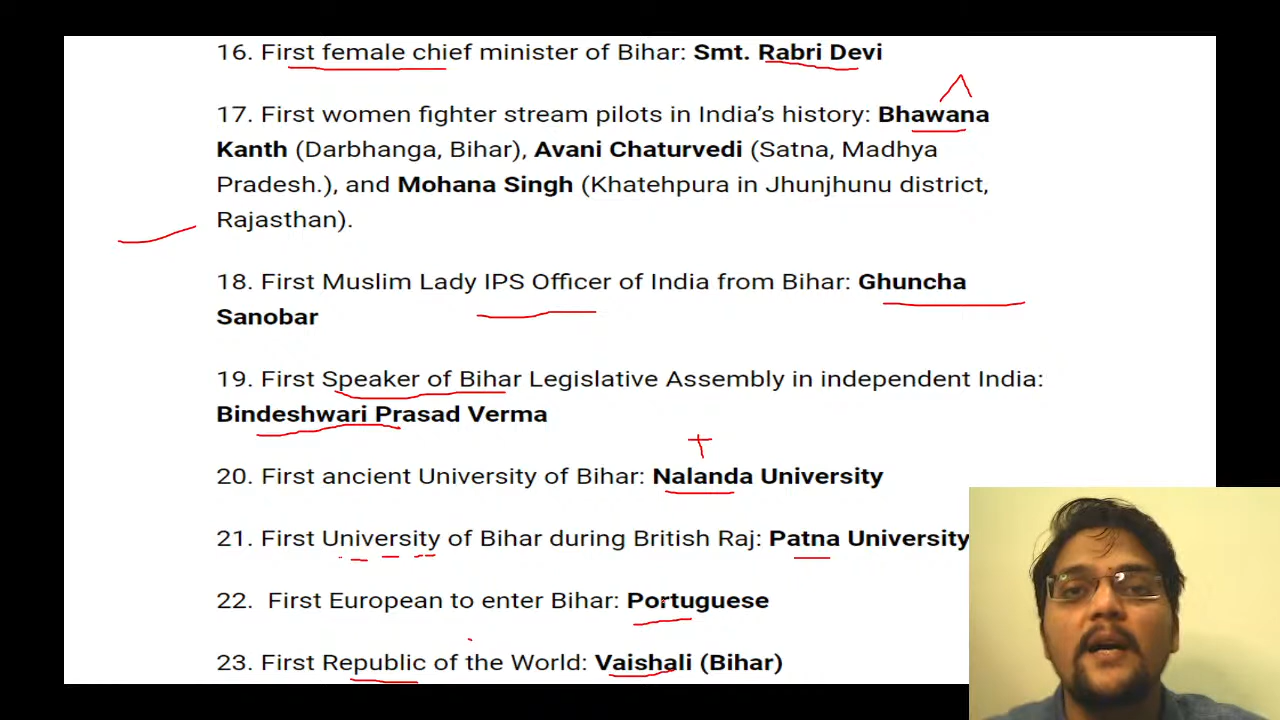 16. First female chief minister of Bihar: Smt. Rabri Devi
17. First women fighter stream pilots in India’s history: Bhawana
Kanth (Darbhanga, Bihar), Avani Chaturvedi (Satna, Madhya
Pradesh.), and Mohana Singh (Khatehpura in Jhunjhunu district,
Rajasthan).
18. First Muslim Lady IPS Officer of India from Bihar: Ghuncha
Sanobar
19. First Speaker of Bihar Legislative Assembly in independent India:
Bindeshwari Prasad Verma
20. First ancient University of Bihar: Nalanda University
21. First University of Bihar during British Raj: Patna University
22. First European to enter Bihar: Portuguese
23. First Republic of the World: Vaishali (Bihar)